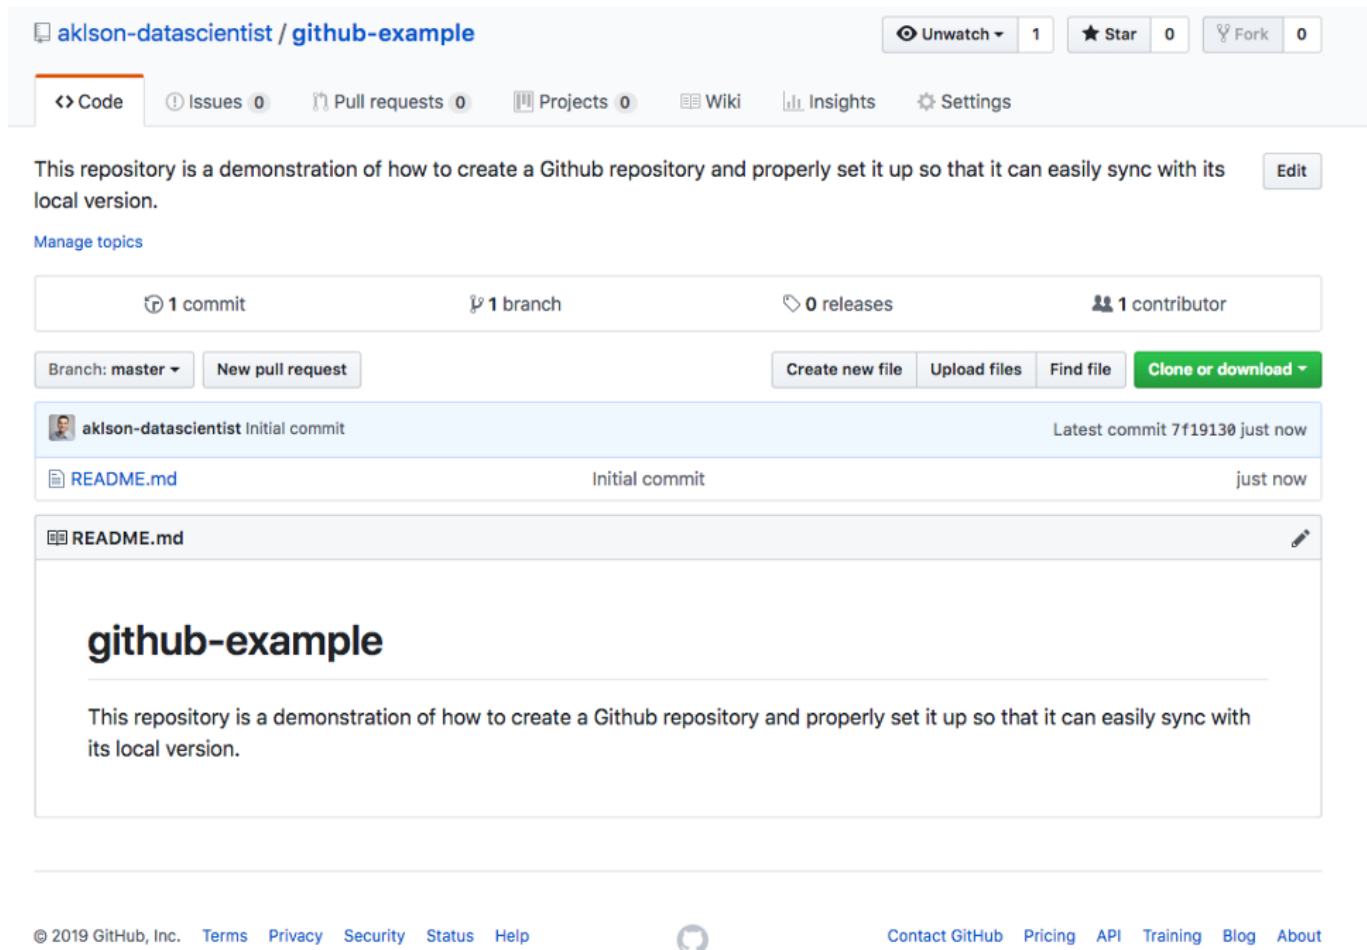 aklson-datascientist / github-example
Unwatch 1 Star 0 Fork 0
<> Code Issues 0 Pull requests 0 Projects 0 Wiki Insights Settings
This repository is a demonstration of how to create a Github repository and properly set it up so that it can easily sync with its
local version.
Edit
Manage topics
1 commit 1 branch 0 releases 1 contributor
Branch: master New pull request Create new file Upload files Find file Clone or download
aklson-datascientist Initial commit Latest commit 7f19130 just now
README.md Initial commit just now
README.md
github-example
This repository is a demonstration of how to create a Github repository and properly set it up so that it can easily sync with
its local version.
© 2019 GitHub, Inc. Terms Privacy Security Status Help Contact GitHub Pricing API Training Blog About